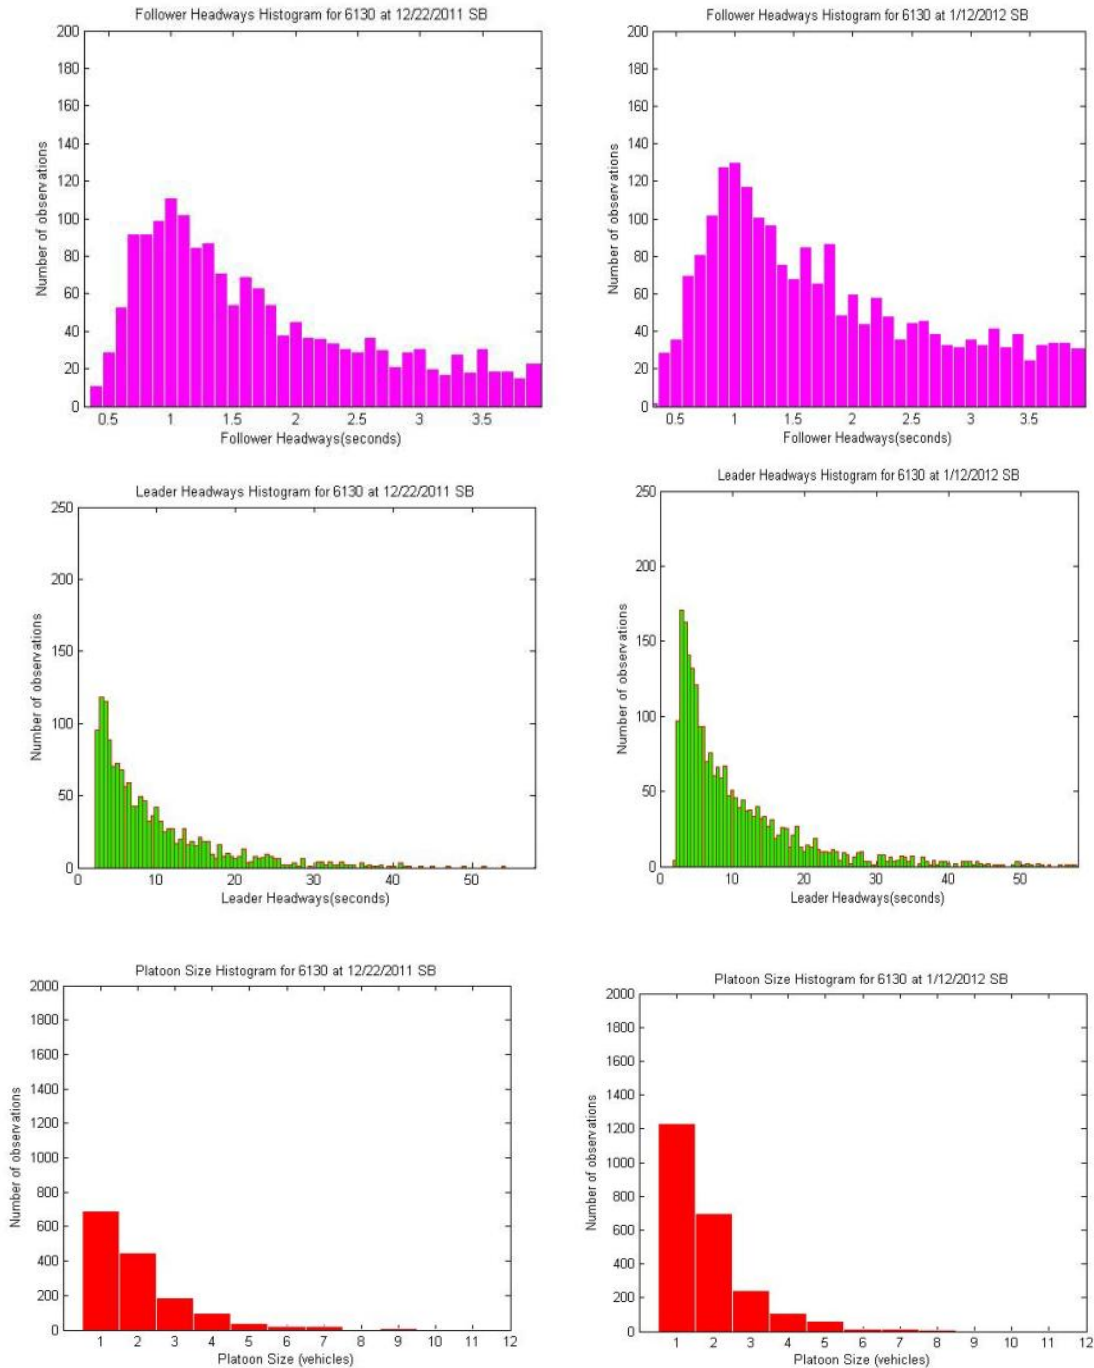 Follower Headways Histogram for 6130 at 12/22/2011 SB
200
180
160
140
120
100
80
60
40
20
0
Number of observations
0.5 1 1.5 2 2.5 3 3.5
Follower Headways(seconds)
Follower Headways Histogram for 6130 at 1/12/2012 SB
200
180
160
140
120
100
80
60
40
20
0
Number of observations
0.5 1 1.5 2 2.5 3 3.5
Follower Headways(seconds)
Leader Headways Histogram for 6130 at 12/22/2011 SB
250
200
150
100
50
0
Number of observations
0 10 20 30 40 50
Leader Headways(seconds)
Leader Headways Histogram for 6130 at 1/12/2012 SB
250
200
150
100
50
0
Number of observations
0 10 20 30 40 50
Leader Headways(seconds)
Platoon Size Histogram for 6130 at 12/22/2011 SB
2000
1800
1600
1400
1200
1000
800
600
400
200
0
Number of observations
1 2 3 4 5 6 7 8 9 10 11 12
Platoon Size (vehicles)
Platoon Size Histogram for 6130 at 1/12/2012 SB
2000
1800
1600
1400
1200
1000
800
600
400
200
0
Number of observations
1 2 3 4 5 6 7 8 9 10 11 12
Platoon Size (vehicles)